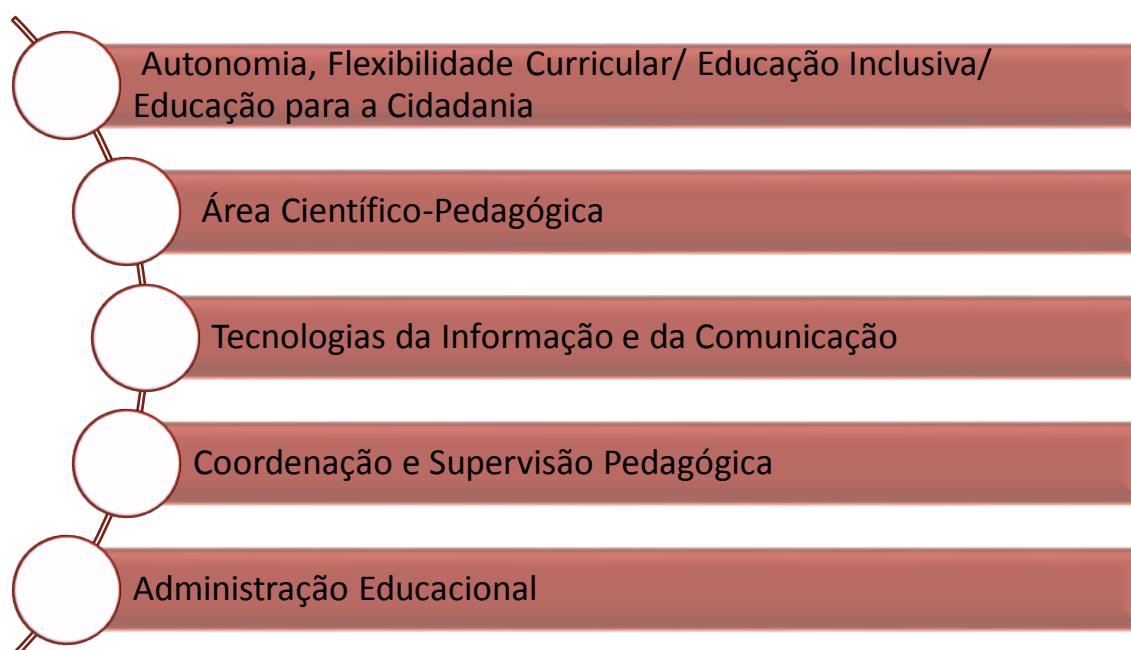 Autonomia, Flexibilidade Curricular/ Educação Inclusiva/
Educação para a Cidadania
Área Científico-Pedagógica
Tecnologias da Informação e da Comunicação
Coordenação e Supervisão Pedagógica
Administração Educacional